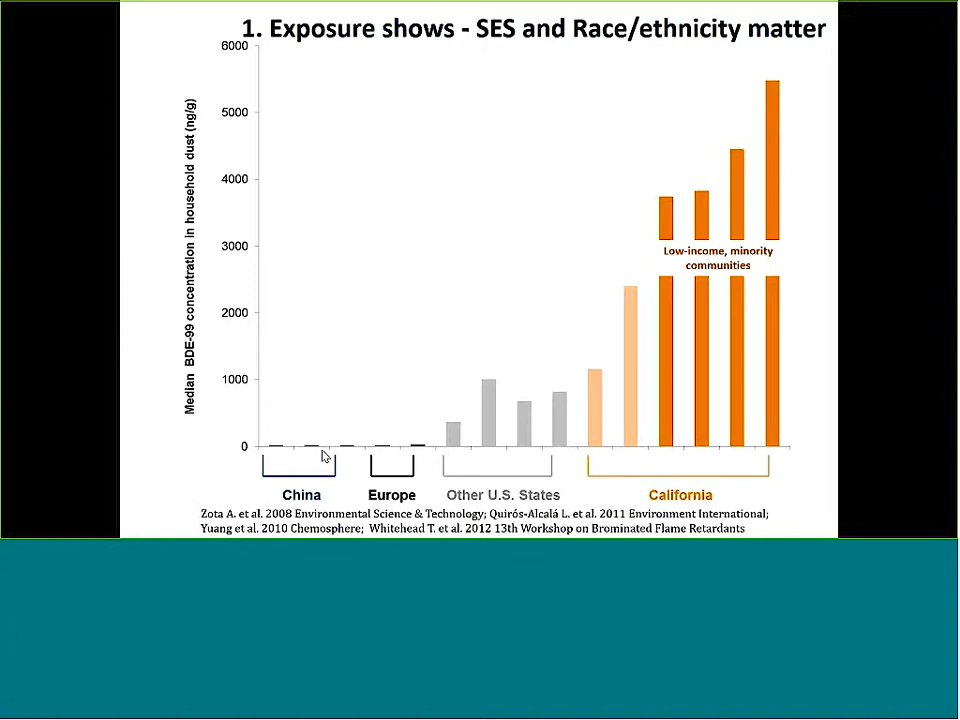 1. Exposure shows - SES and Race/ethnicity matter
Median BDE-99 concentration in household dust (ng/g)
6000
5000
4000
3000
2000
1000
0
Low-income, minority
communities
China
Europe
Other U.S. States
California
Zota A. et al. 2008 Environmental Science & Technology; Quirós-Alcalá L. et al. 2011 Environment International;
Yuang et al. 2010 Chemosphere; Whitehead T. et al. 2012 13th Workshop on Brominated Flame Retardants